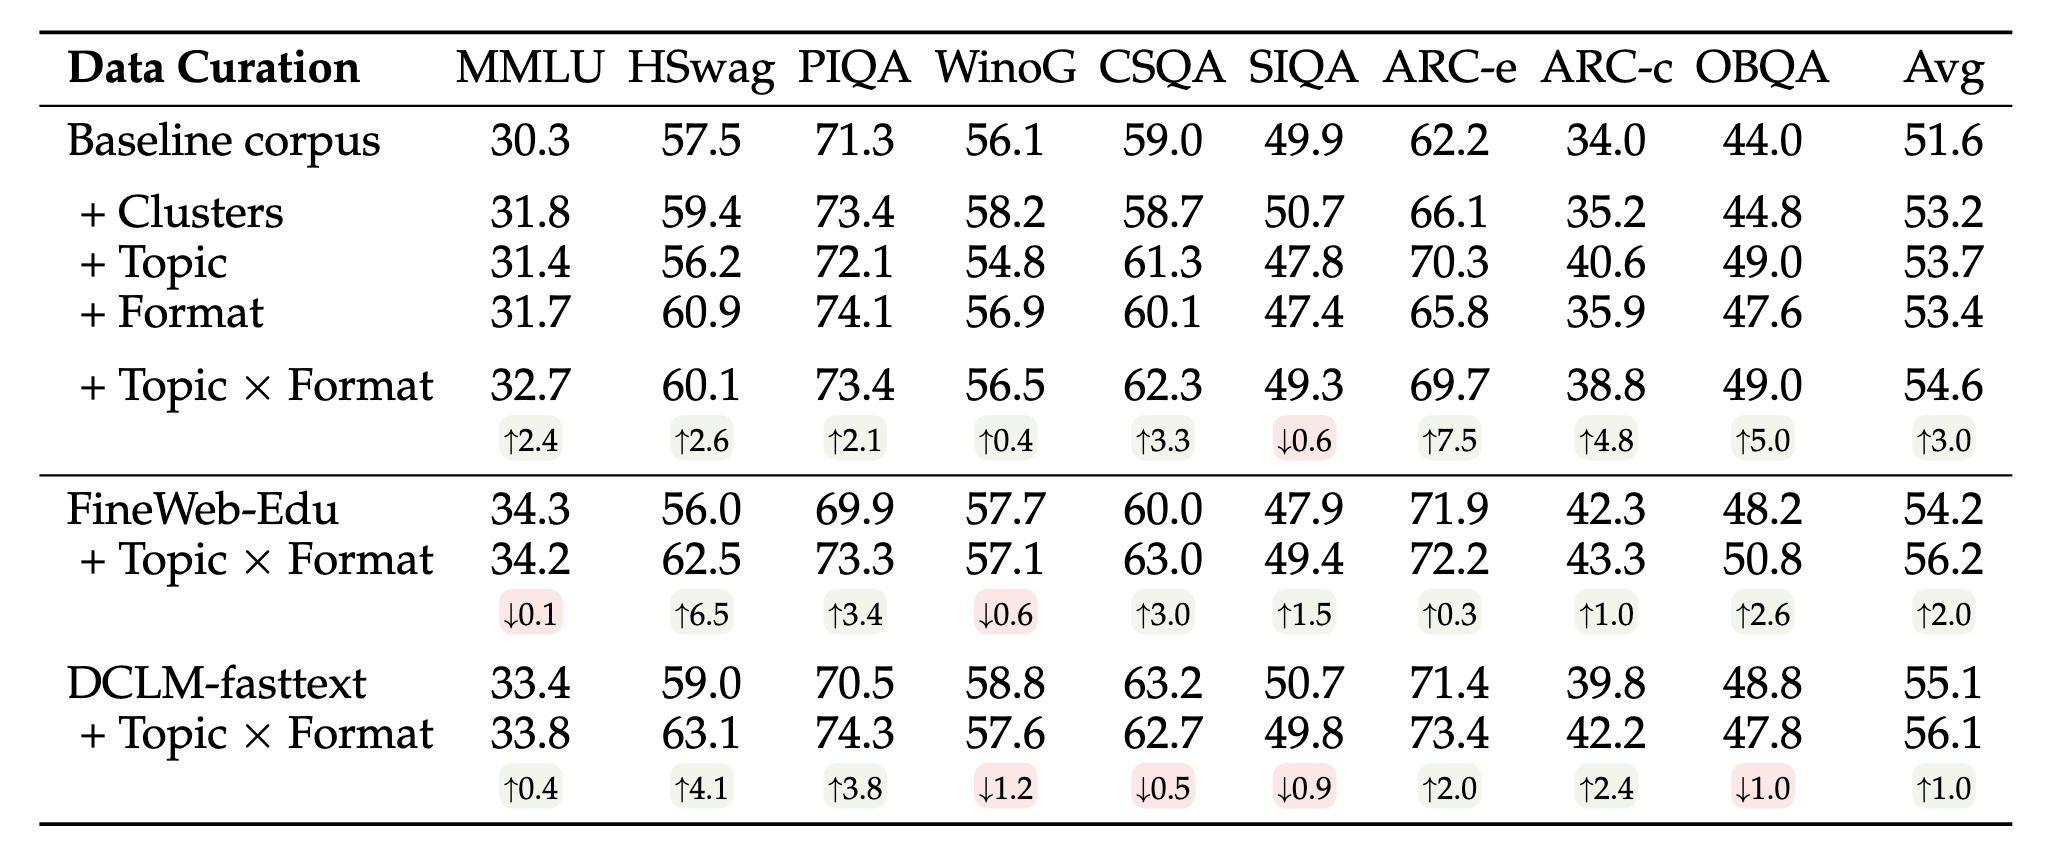 Data Curation MMLU HSwag PIQA WinoG CSQA SIQA ARC-e ARC-c OBQA Avg
Baseline corpus 30.3 57.5 71.3 56.1 59.0 49.9 62.2 34.0 44.0 51.6
+ Clusters 31.8 59.4 73.4 58.2 58.7 50.7 66.1 35.2 44.8 53.2
+ Topic 31.4 56.2 72.1 54.8 61.3 47.8 70.3 40.6 49.0 53.7
+ Format 31.7 60.9 74.1 56.9 60.1 47.4 65.8 35.9 47.6 53.4
+ Topic × Format 32.7 60.1 73.4 56.5 62.3 49.3 69.7 38.8 49.0 54.6
↑2.4 ↑2.6 ↑2.1 ↑0.4 ↑3.3 ↓0.6 ↑7.5 ↑4.8 ↑5.0 ↑3.0
FineWeb-Edu 34.3 56.0 69.9 57.7 60.0 47.9 71.9 42.3 48.2 54.2
+ Topic × Format 34.2 62.5 73.3 57.1 63.0 49.4 72.2 43.3 50.8 56.2
↓0.1 ↑6.5 ↑3.4 ↓0.6 ↑3.0 ↑1.5 ↑0.3 ↑1.0 ↑2.6 ↑2.0
DCLM-fasttext 33.4 59.0 70.5 58.8 63.2 50.7 71.4 39.8 48.8 55.1
+ Topic × Format 33.8 63.1 74.3 57.6 62.7 49.8 73.4 42.2 47.8 56.1
↑0.4 ↑4.1 ↑3.8 ↓1.2 ↓0.5 ↓0.9 ↑2.0 ↑2.4 ↓1.0 ↑1.0